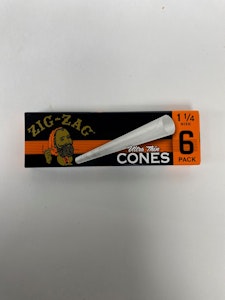 ZIG-ZAG
Ultra Thin
CONES
1 1/4
SIZE
6
PACK